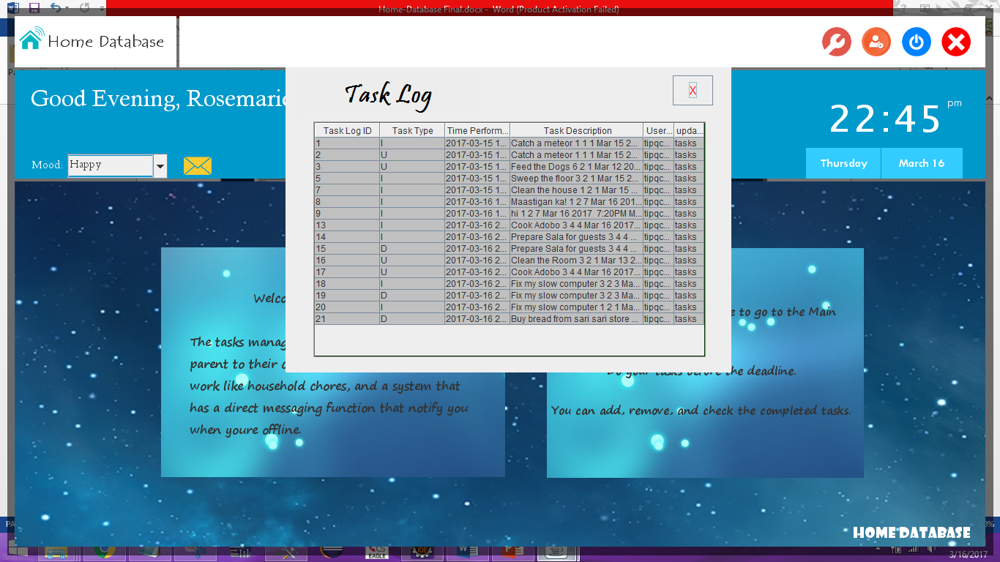 Home-Database Final.docx - Word (Product Activation Failed)
Home Database
Good Evening, Rosemarie
Mood: Happy
Task Log
X
22:45 pm
Thursday March 16
Task Log ID Task Type Time Perform... Task Description User... upda...
1 I 2017-03-15 1... Catch a meteor 1 1 1 Mar 15 2... tipqc... tasks
2 U 2017-03-15 1... Catch a meteor 1 1 1 Mar 15 2... tipqc... tasks
3 U 2017-03-15 1... Feed the Dogs 6 2 1 Mar 12 20... tipqc... tasks
5 I 2017-03-15 1... Sweep the floor 3 2 1 Mar 15 2... tipqc... tasks
7 I 2017-03-15 1... Clean the house 1 2 1 Mar 15 ... tipqc... tasks
8 I 2017-03-16 1... Maastigan ka! 1 2 7 Mar 16 201... tipqc... tasks
9 I 2017-03-16 1... hi 1 2 7 Mar 16 2017 7:20PM M... tipqc... tasks
13 I 2017-03-16 2... Cook Adobo 3 4 4 Mar 16 2017... tipqc... tasks
14 I 2017-03-16 2... Prepare Sala for guests 3 4 4 ... tipqc... tasks
15 D 2017-03-16 2... Prepare Sala for guests 3 4 4 ... tipqc... tasks
16 U 2017-03-16 2... Clean the Room 3 2 1 Mar 13 2... tipqc... tasks
17 U 2017-03-16 2... Cook Adobo 3 4 4 Mar 16 2017... tipqc... tasks
18 I 2017-03-16 2... Fix my slow computer 3 2 3 Ma... tipqc... tasks
19 D 2017-03-16 2... Fix my slow computer 3 2 3 Ma... tipqc... tasks
20 I 2017-03-16 2... Fix my slow computer 1 2 1 Ma... tipqc... tasks
21 D 2017-03-16 2... Buy bread from sari sari store ... tipqc... tasks
Welco
The tasks manag
parent to their
work like household chores, and a system that
has a direct messaging function that notify you
when youre offline.
e to go to the Main
Do your tasks before the deadline.
You can add, remove, and check the completed tasks.
HOME DATABASE
3/16/2017